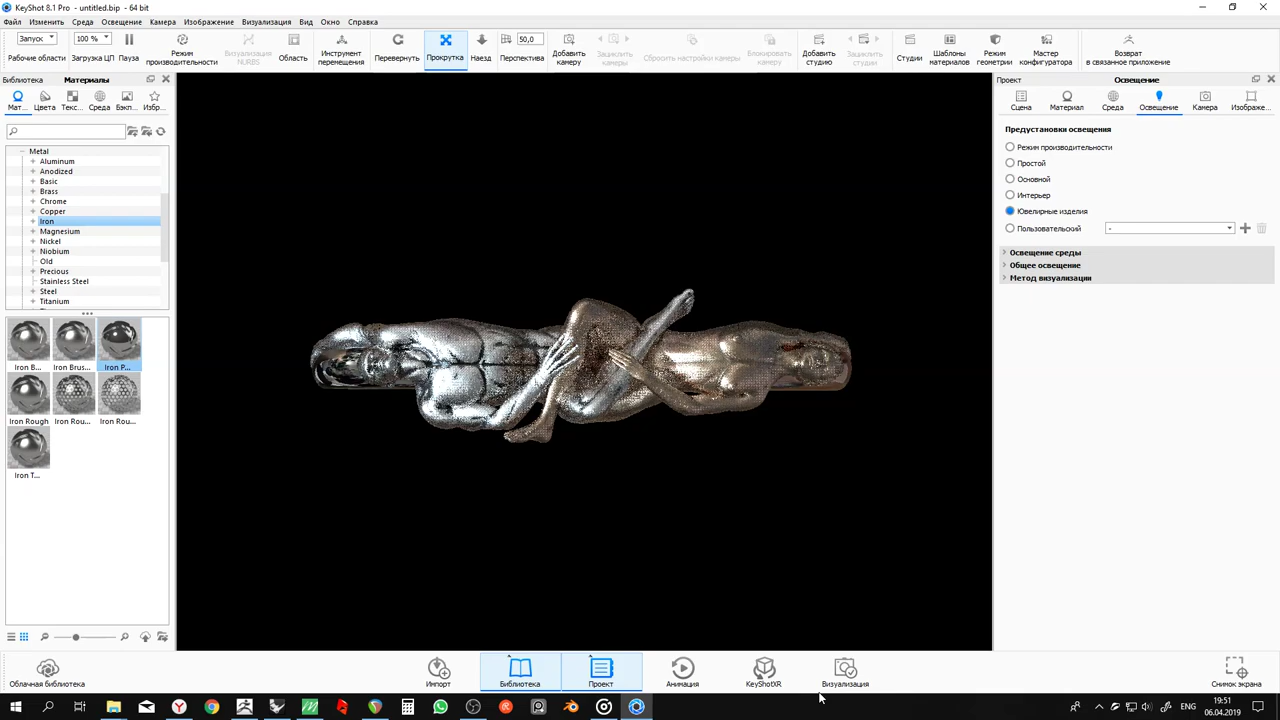 KeyShot 8.1 Pro - untitled.bip - 64 bit
Файл Изменить Среда Освещение Камера Изображение Визуализация Вид Окно Справка
Запуск 100 % 50,0
Рабочие области Загрузка ЦП Пауза Режим производительности Визуализация NURBS Область Инструмент перемещения Перевернуть Прокрутка Наезд Перспектива Добавить камеру Зациклить камеры Сбросить настройки камеры Блокировать камеру Добавить студию Зациклить студии Студии Шаблоны материалов Режим геометрии Мастер конфигуратора Возврат в связанное приложение
Библиотека Материалы
Мат... Цвета Текс... Среда Бэкп... Избр...
Metal
Aluminum
Anodized
Basic
Brass
Chrome
Copper
Iron
Magnesium
Nickel
Niobium
Old
Precious
Stainless Steel
Steel
Titanium
Iron B... Iron Brus... Iron P...
Iron Rough Iron Rou... Iron Rou...
Iron T...
Проект Освещение
Сцена Материал Среда Освещение Камера Изображе...
Предустановки освещения
Режим производительности
Простой
Основной
Интерьер
Ювелирные изделия
Пользовательский -
Освещение среды
Общее освещение
Метод визуализации
Облачная библиотека Импорт Библиотека Проект Анимация KeyShotXR Визуализация Снимок экрана
ENG 19:51
06.04.2019